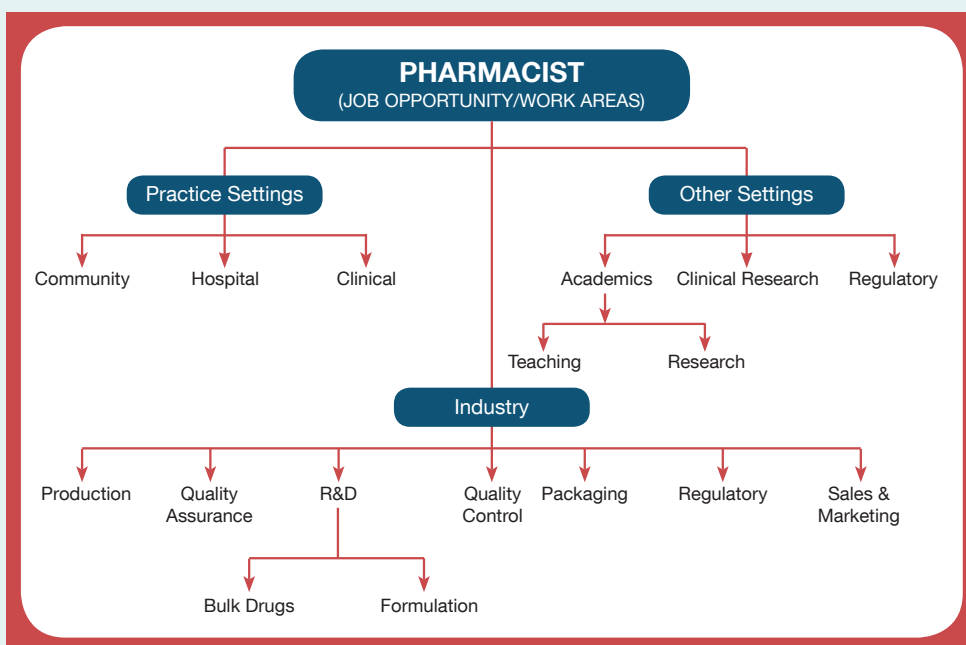 PHARMACIST
(JOB OPPORTUNITY/WORK AREAS)
Practice Settings
Other Settings
Community
Hospital
Clinical
Academics
Clinical Research
Regulatory
Teaching
Research
Industry
Production
Quality
Assurance
R&D
Quality
Control
Packaging
Regulatory
Sales &
Marketing
Bulk Drugs
Formulation